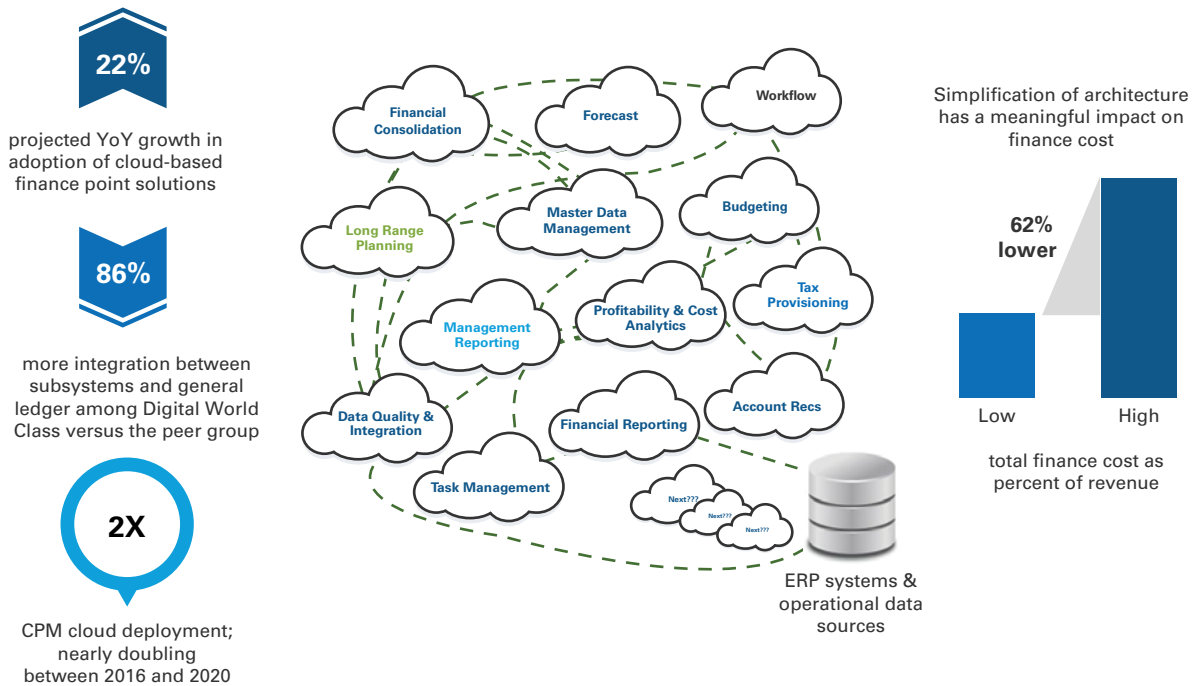 22%
projected YoY growth in
adoption of cloud-based
finance point solutions
86%
more integration between
subsystems and general
ledger among Digital World
Class versus the peer group
2X
CPM cloud deployment;
nearly doubling
between 2016 and 2020
Financial
Consolidation
Forecast
Workflow
Long Range
Planning
Master Data
Management
Budgeting
Management
Reporting
Profitability & Cost
Analytics
Tax
Provisioning
Data Quality &
Integration
Financial Reporting
Account Recs
Task Management
Next???
Next???
Next???
ERP systems &
operational data
sources
Simplification of architecture
has a meaningful impact on
finance cost
62%
lower
Low
High
total finance cost as
percent of revenue